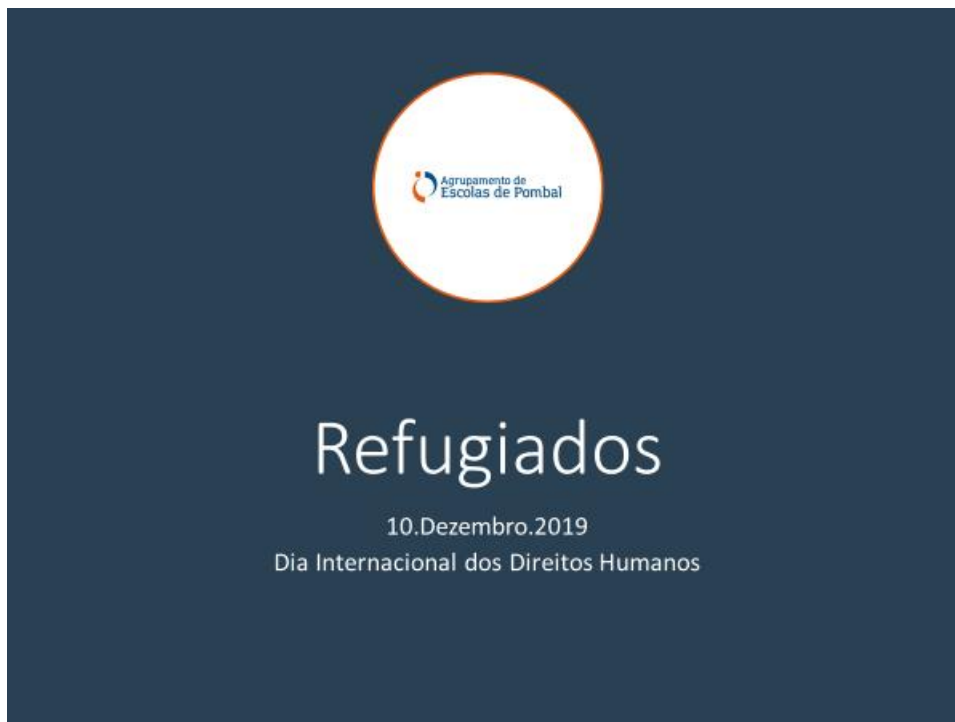 Agrupamento de
Escolas de Pombal
Refugiados
10.Dezembro.2019
Dia Internacional dos Direitos Humanos